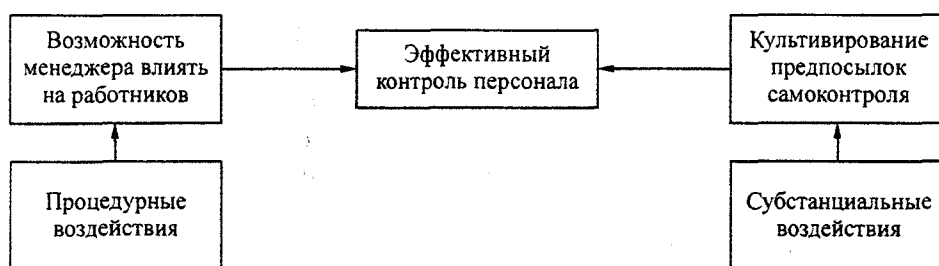 Возможность
менеджера влиять
на работников
Эффективный
контроль персонала
Культивирование
предпосылок
самоконтроля
Процедурные
воздействия
Субстанциальные
воздействия